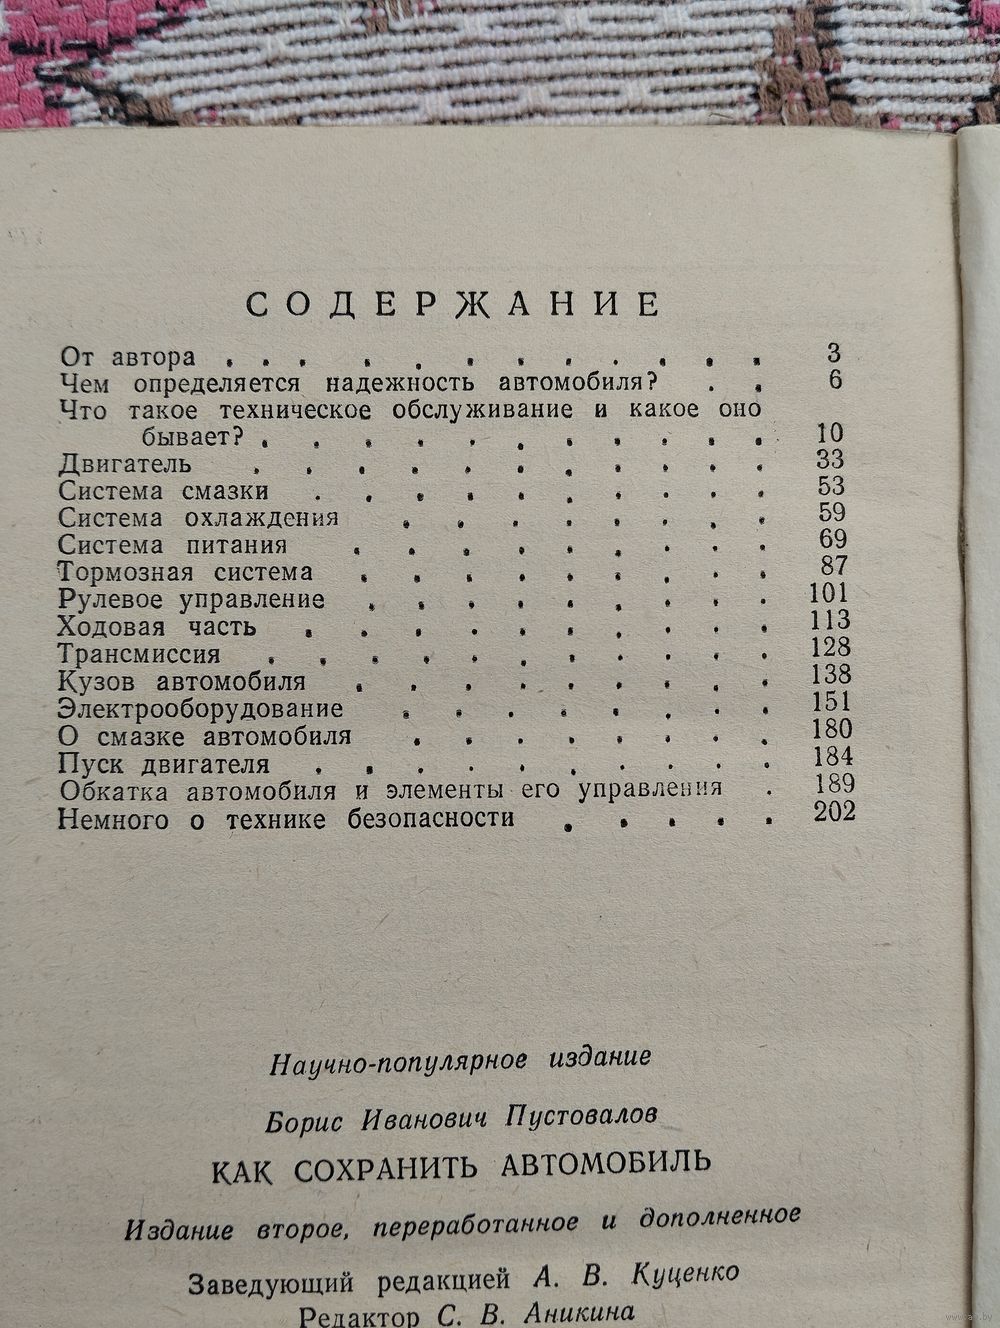 СОДЕРЖАНИЕ
От автора . . . . . . . . . . . . 3
Чем определяется надежность автомобиля? . . 6
Что такое техническое обслуживание и какое оно
бывает? . . . . . . . . . . . 10
Двигатель . . . . . . . . . . . 33
Система смазки . . . . . . . . . . 53
Система охлаждения . . . . . . . . 59
Система питания . . . . . . . . . 69
Тормозная система . . . . . . . . . 87
Рулевое управление . . . . . . . . . 101
Ходовая часть . . . . . . . . . . 113
Трансмиссия . . . . . . . . . . . 128
Кузов автомобиля . . . . . . . . . 138
Электрооборудование . . . . . . . . 151
О смазке автомобиля . . . . . . . . 180
Пуск двигателя . . . . . . . . . . 184
Обкатка автомобиля и элементы его управления . 189
Немного о технике безопасности . . . . . 202
Научно-популярное издание
Борис Иванович Пустовалов
КАК СОХРАНИТЬ АВТОМОБИЛЬ
Издание второе, переработанное и дополненное
Заведующий редакцией А. В. Куценко
Редактор С. В. Аникина